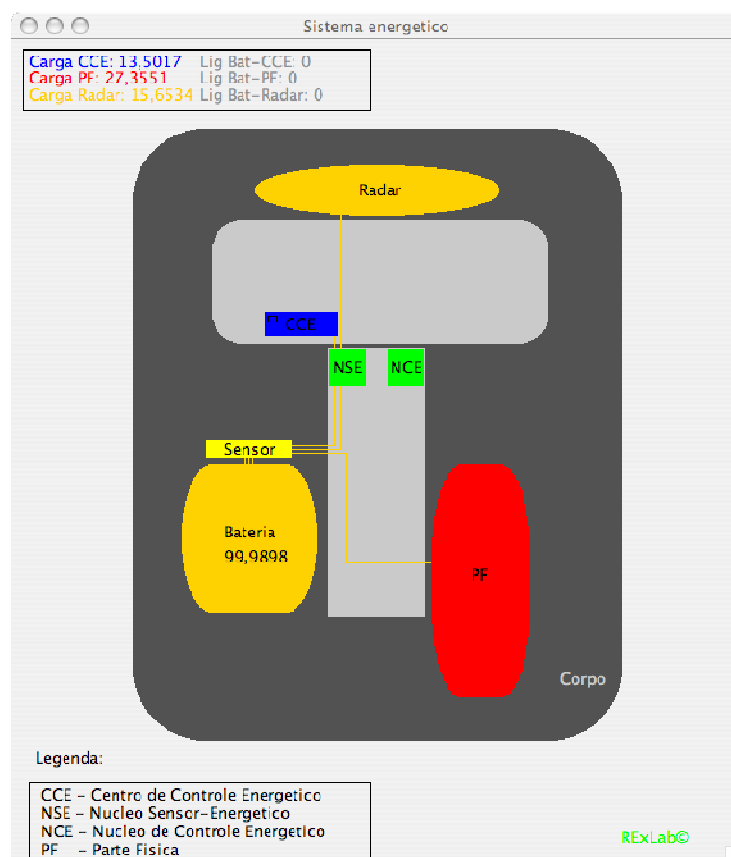 Sistema energetico
Carga CCE: 13,5017 Lig Bat-CCE: 0
Carga PF: 27,3551 Lig Bat-PF: 0
Carga Radar: 15,6534 Lig Bat-Radar: 0
Radar
CCE
NSE NCE
Sensor
Bateria
99,9898
PF
Corpo
Legenda:
CCE - Centro de Controle Energetico
NSE - Nucleo Sensor-Energetico
NCE - Nucleo de Controle Energetico
RExLab©
PF - Parte Fisica